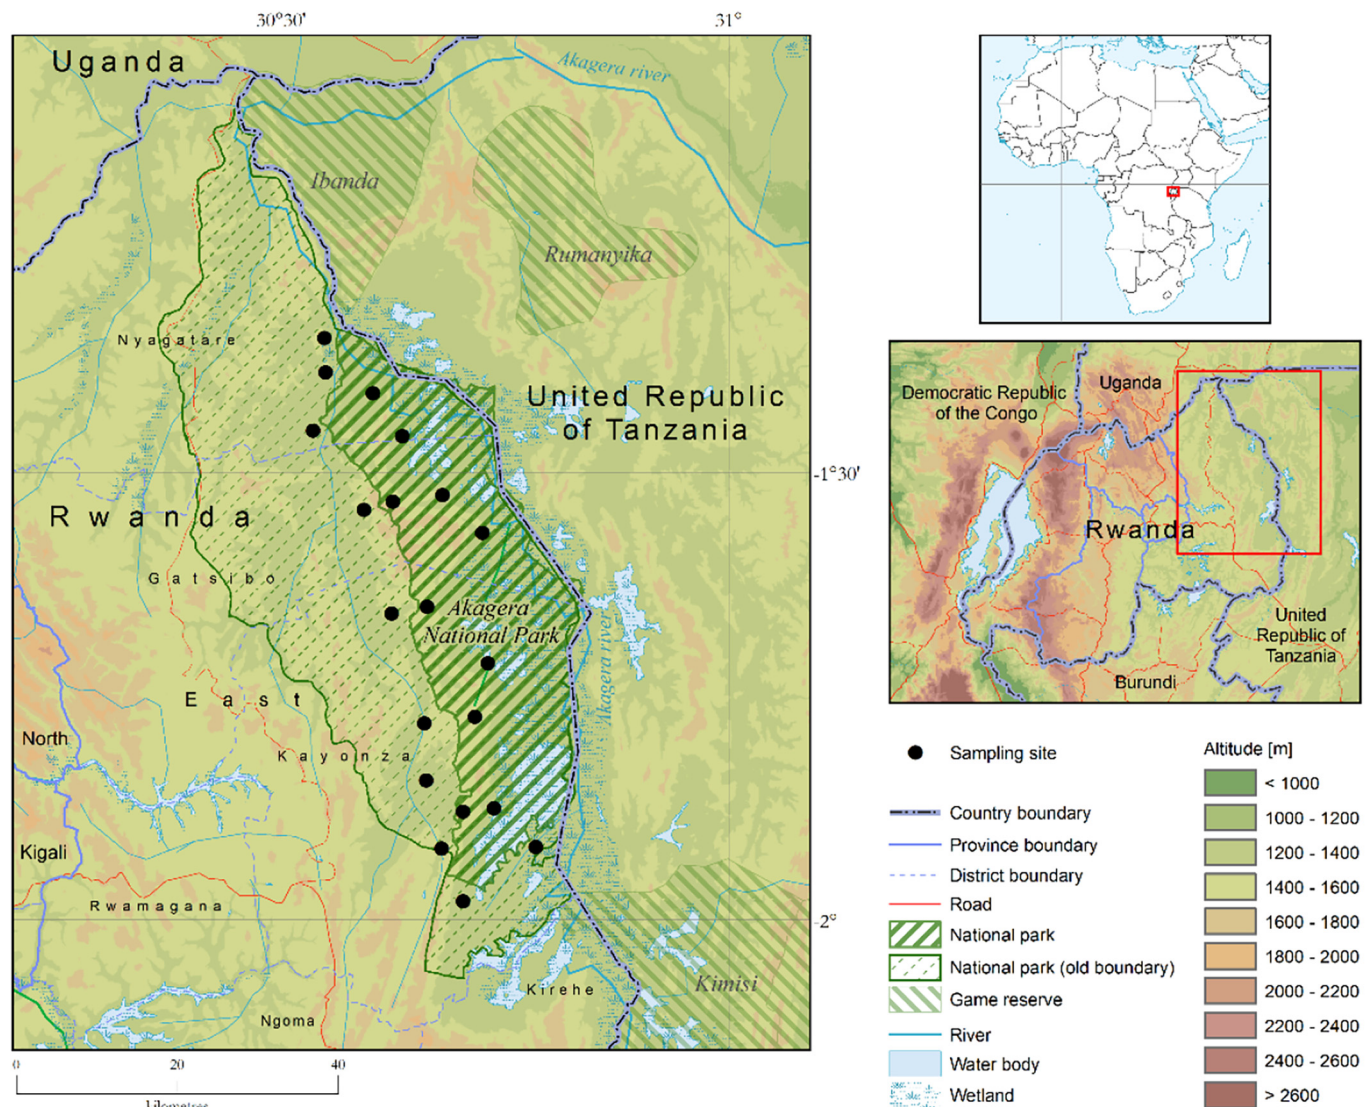 30°30'
31°
Uganda
Akagera river
Ibanda
Rumanyika
Nyagatare
United Republic
of Tanzania
-1°30'
Rwanda
Gatsibo
Akagera
National Park
Akagera river
East
North
Kayonza
Kigali
Rwamagana
-2°
Kimisi
Kirehe
Ngoma
0
20
40
kilometres
Democratic Republic
of the Congo
Uganda
Rwanda
United
Republic of
Tanzania
Burundi
Sampling site
Country boundary
Province boundary
District boundary
Road
National park
National park (old boundary)
Game reserve
River
Water body
Wetland
Altitude [m]
< 1000
1000 - 1200
1200 - 1400
1400 - 1600
1600 - 1800
1800 - 2000
2000 - 2200
2200 - 2400
2400 - 2600
> 2600